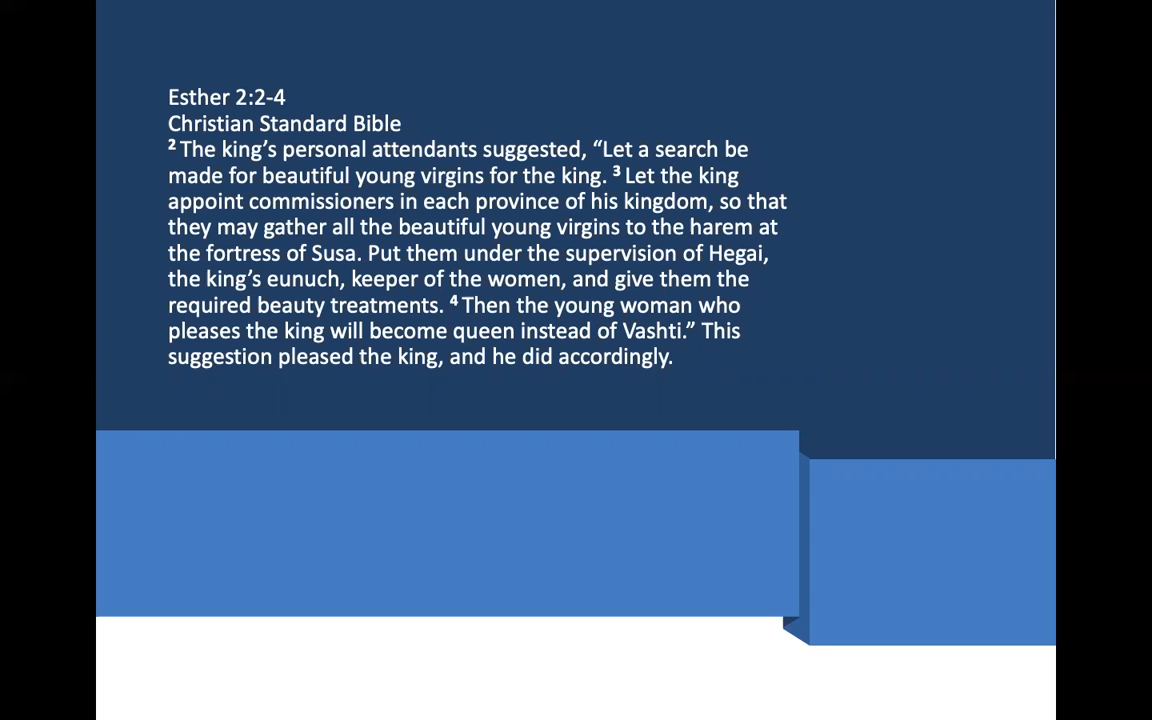 Esther 2:2-4
Christian Standard Bible
² The king’s personal attendants suggested, “Let a search be
made for beautiful young virgins for the king. ³ Let the king
appoint commissioners in each province of his kingdom, so that
they may gather all the beautiful young virgins to the harem at
the fortress of Susa. Put them under the supervision of Hegai,
the king’s eunuch, keeper of the women, and give them the
required beauty treatments. ⁴ Then the young woman who
pleases the king will become queen instead of Vashti.” This
suggestion pleased the king, and he did accordingly.